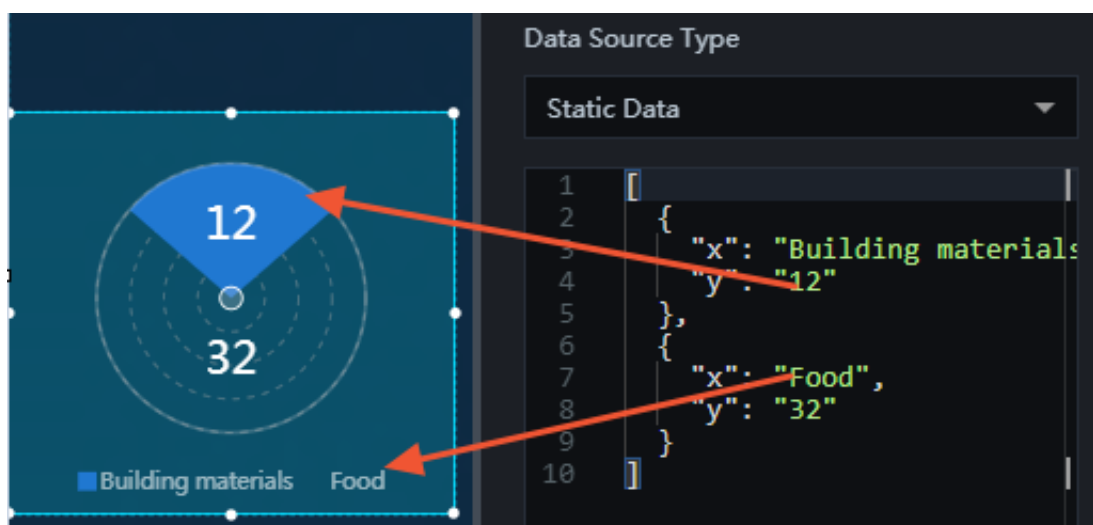 Data Source Type
Static Data
12
32
Building materials Food
1 [
2 {
3 "x": "Building materials
4 "y": "12"
5 },
6 {
7 "x": "Food",
8 "y": "32"
9 }
10 ]